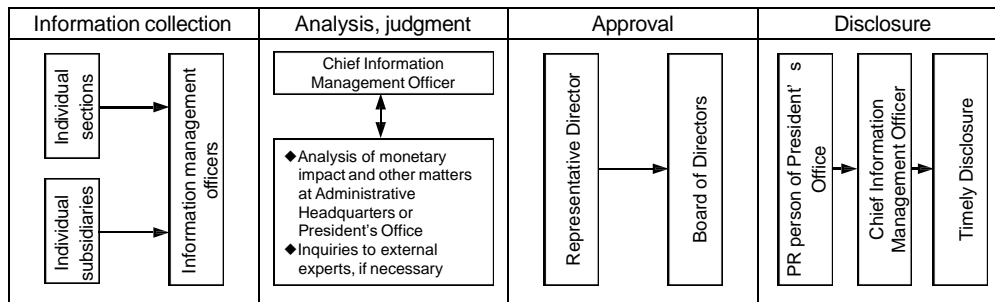 Information collection
Analysis, judgment
Approval
Disclosure
Individual
sections
Individual
subsidiaries
Information management
officers
Chief Information
Management Officer
◆Analysis of monetary
impact and other matters
at Administrative
Headquarters or
President's Office
◆Inquiries to external
experts, if necessary
Representative Director
Board of Directors
PR person of President’ s
Office
Chief Information
Management Officer
Timely Disclosure